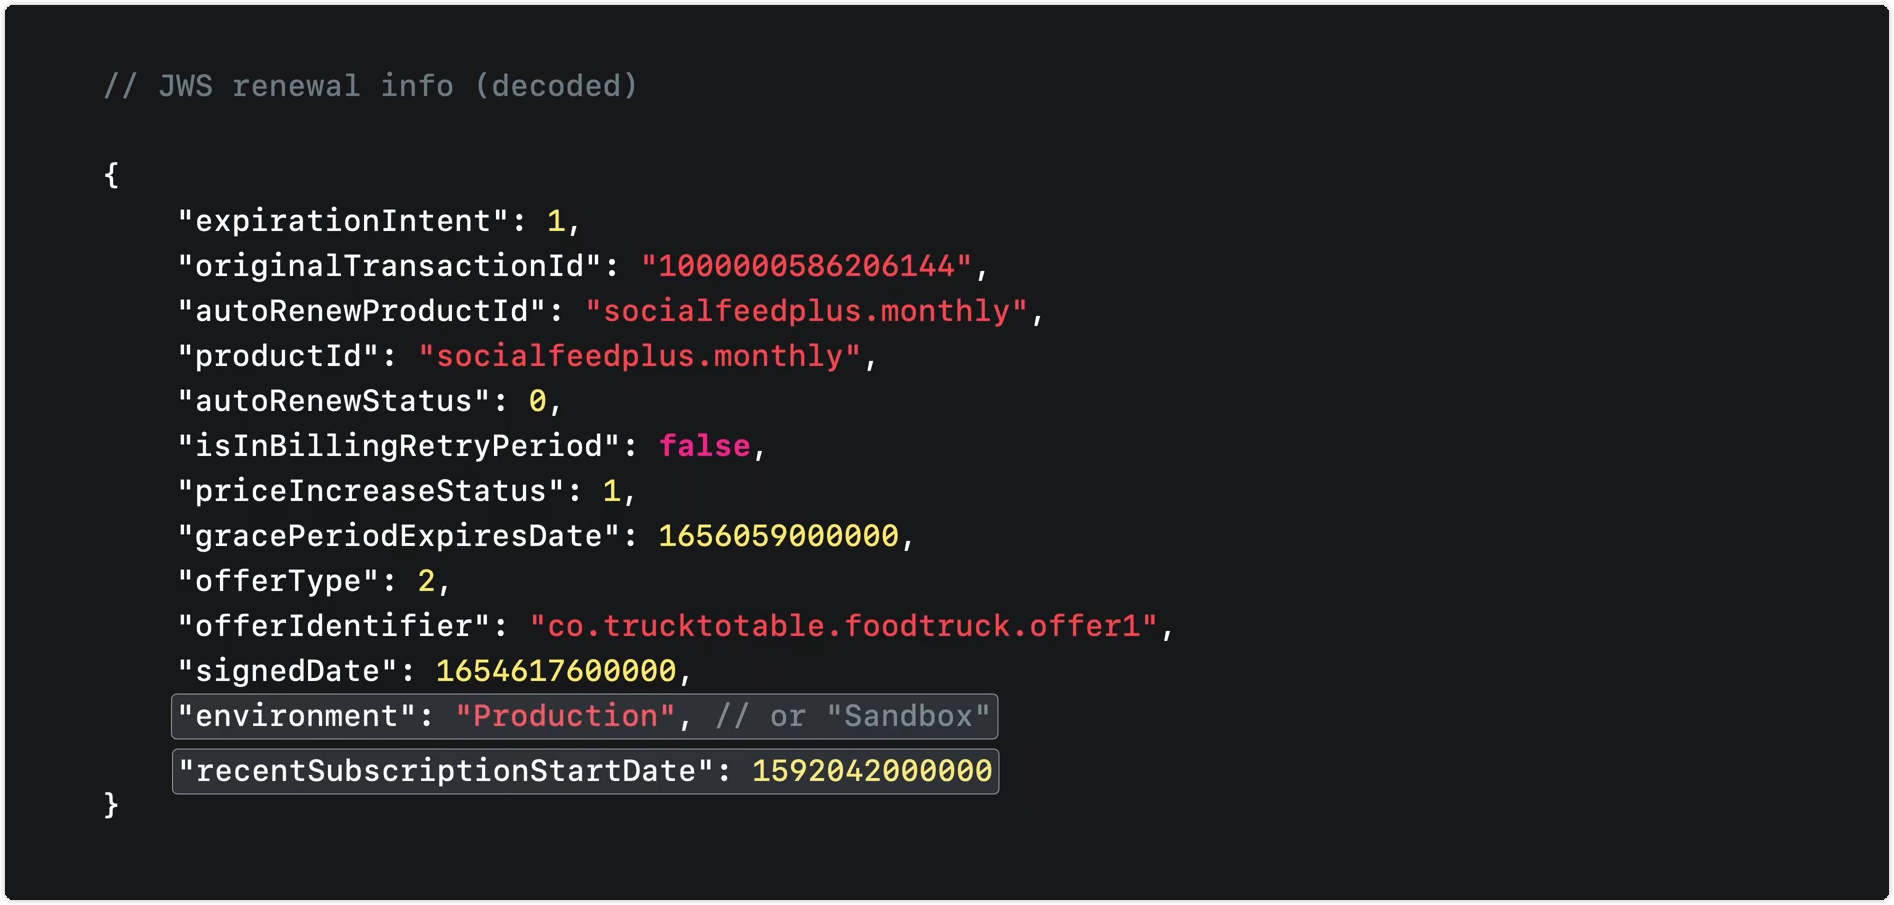 // JWS renewal info (decoded)
{
"expirationIntent": 1,
"originalTransactionId": "1000000586206144",
"autoRenewProductId": "socialfeedplus.monthly",
"productId": "socialfeedplus.monthly",
"autoRenewStatus": 0,
"isInBillingRetryPeriod": false,
"priceIncreaseStatus": 1,
"gracePeriodExpiresDate": 1656059000000,
"offerType": 2,
"offerIdentifier": "co.trucktotable.foodtruck.offer1",
"signedDate": 1654617600000,
"environment": "Production", // or "Sandbox"
"recentSubscriptionStartDate": 1592042000000
}